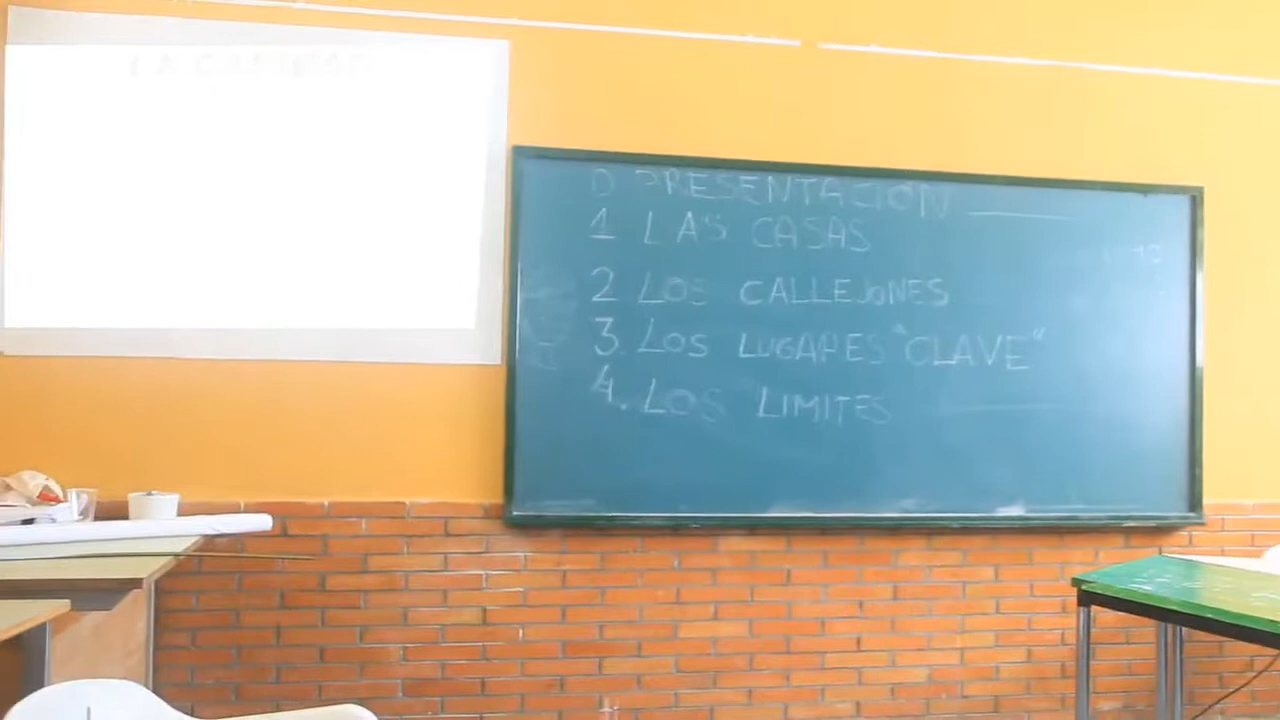 0 PRESENTACIÓN
1 LAS CASAS
2 LOS CALLEJONES
3. LOS LUGARES "CLAVE"
4. LOS LIMITES